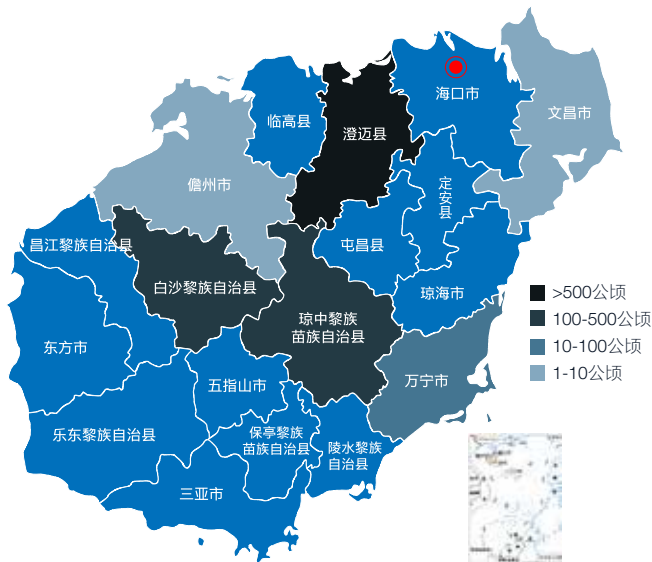 海口市
文昌市
临高县
澄迈县
儋州市
定安县
昌江黎族自治县
屯昌县
白沙黎族自治县
琼海市
>500公顷
100-500公顷
10-100公顷
1-10公顷
琼中黎族
苗族自治县
东方市
五指山市
万宁市
乐东黎族自治县
保亭黎族
苗族自治县
陵水黎族
自治县
三亚市